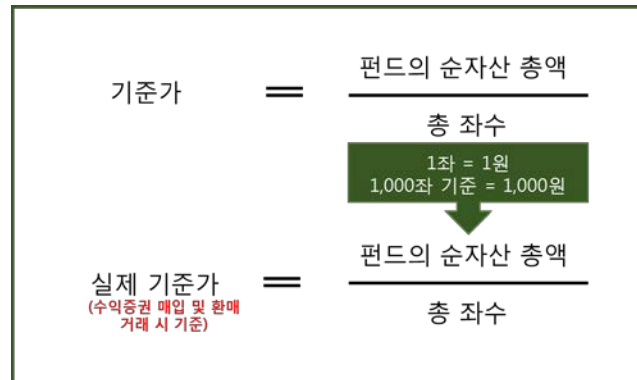 펀드의 순자산 총액
기준가 =
총 좌수
1좌 = 1원
1,000좌 기준 = 1,000원
펀드의 순자산 총액
실제 기준가 =
(수익증권 매입 및 환매
거래 시 기준)
총 좌수